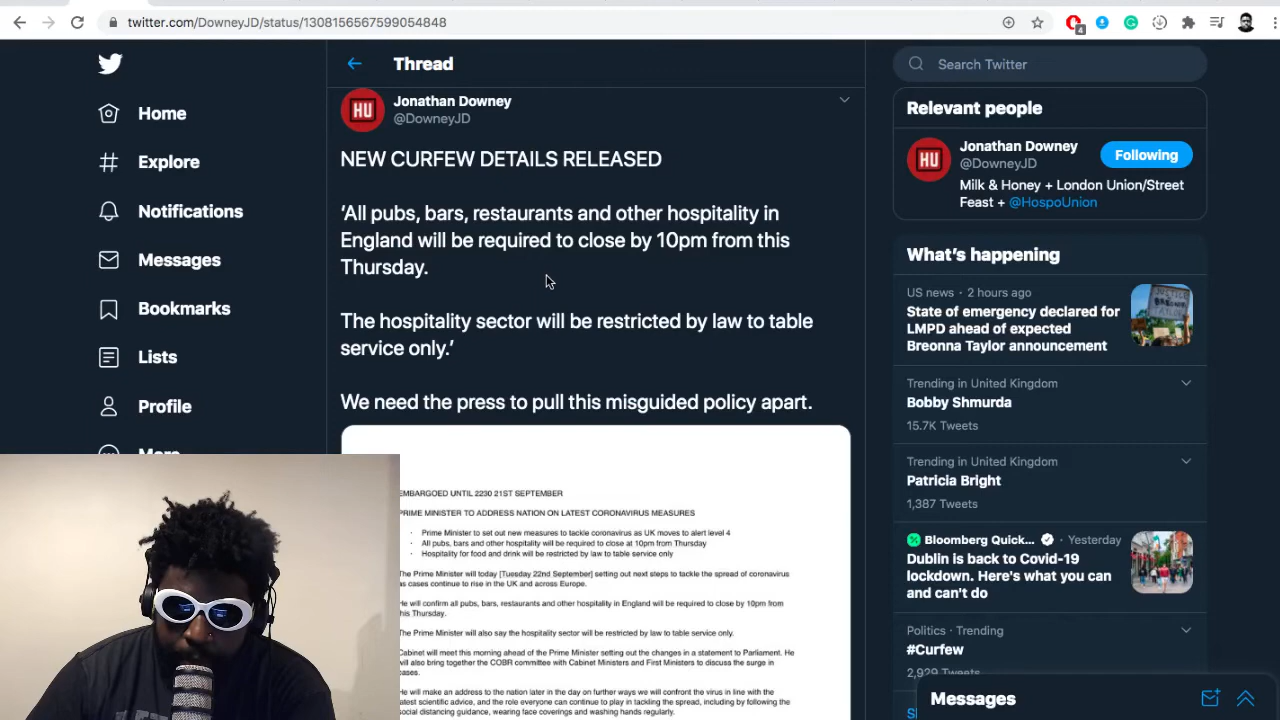 twitter.com/DowneyJD/status/1308156567599054848
4
Home
Explore
Notifications
Messages
Bookmarks
Lists
Profile
Thread
HU
Jonathan Downey
@DowneyJD
NEW CURFEW DETAILS RELEASED
‘All pubs, bars, restaurants and other hospitality in
England will be required to close by 10pm from this
Thursday.
The hospitality sector will be restricted by law to table
service only.’
We need the press to pull this misguided policy apart.
EMBARGOED UNTIL 2230 21ST SEPTEMBER
PRIME MINISTER TO ADDRESS NATION ON LATEST CORONAVIRUS MEASURES
· Prime Minister to set out new measures to tackle coronavirus as UK moves to alert level 4
· All pubs, bars and other hospitality will be required to close at 10pm from Thursday
· Hospitality for food and drink will be restricted by law to table service only
The Prime Minister will today [Tuesday 22nd September] setting out next steps to tackle the spread of coronavirus
as cases continue to rise in the UK and across Europe.
He will confirm all pubs, bars, restaurants and other hospitality in England will be required to close by 10pm from
this Thursday.
The Prime Minister will also say the hospitality sector will be restricted by law to table service only.
Cabinet will meet this morning ahead of the Prime Minister setting out the changes in a statement to Parliament. He
will also bring together the COBR committee with Cabinet Ministers and First Ministers to discuss the surge in
cases.
He will make an address to the nation later in the day on further ways we will confront the virus in line with the
latest scientific advice, and the role everyone can continue to play in tackling the spread, including by following the
social distancing guidance, wearing face coverings and washing hands regularly.
Search Twitter
Relevant people
HU
Jonathan Downey
@DowneyJD
Following
Milk & Honey + London Union/Street
Feast + @HospoUnion
What’s happening
US news · 2 hours ago
State of emergency declared for
LMPD ahead of expected
Breonna Taylor announcement
Trending in United Kingdom
Bobby Shmurda
15.7K Tweets
Trending in United Kingdom
Patricia Bright
1,387 Tweets
Bloomberg Quick... · Yesterday
Dublin is back to Covid-19
lockdown. Here’s what you can
and can’t do
Politics · Trending
#Curfew
2,929 Tweets
Messages